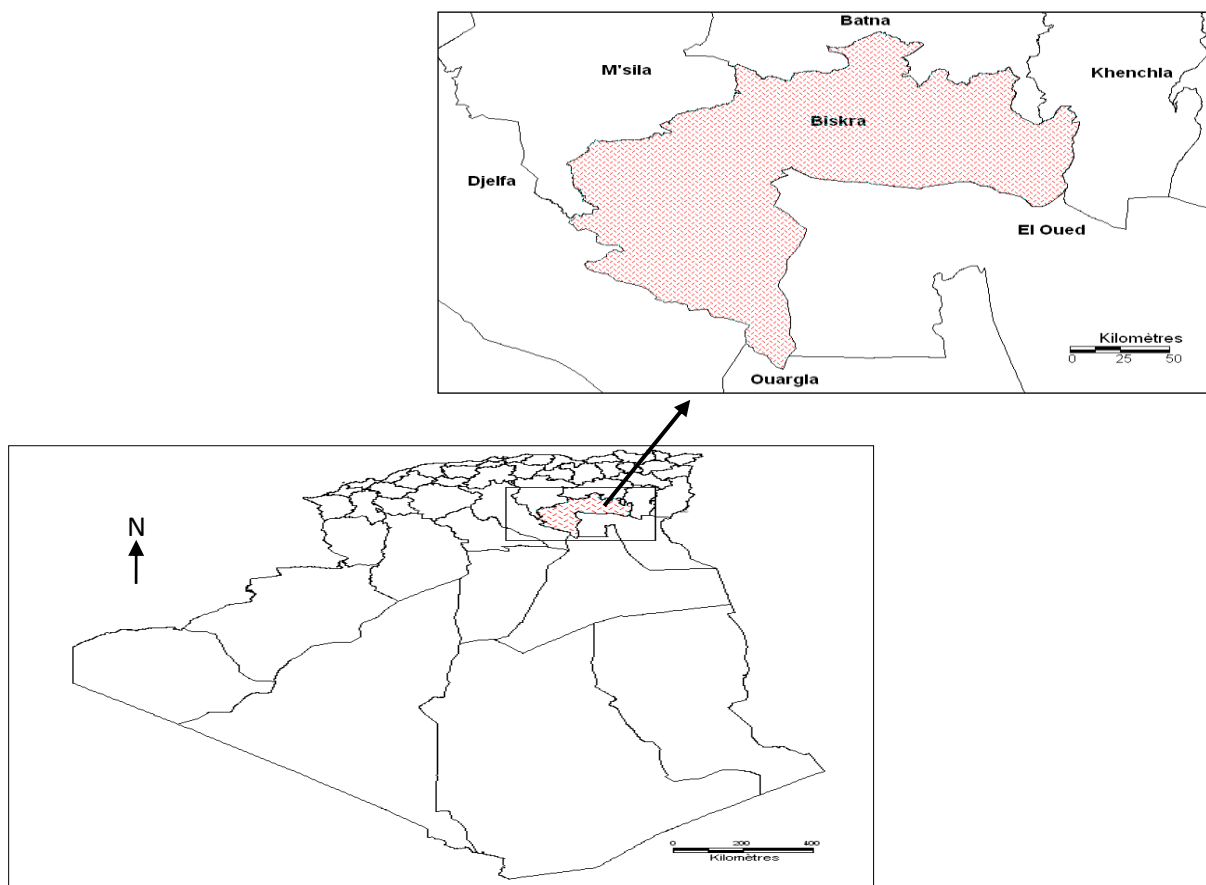 Batna
M'sila
Khenchla
Biskra
Djelfa
El Oued
Kilomètres
0 25 50
Ouargla
N
0 200 400
Kilomètres